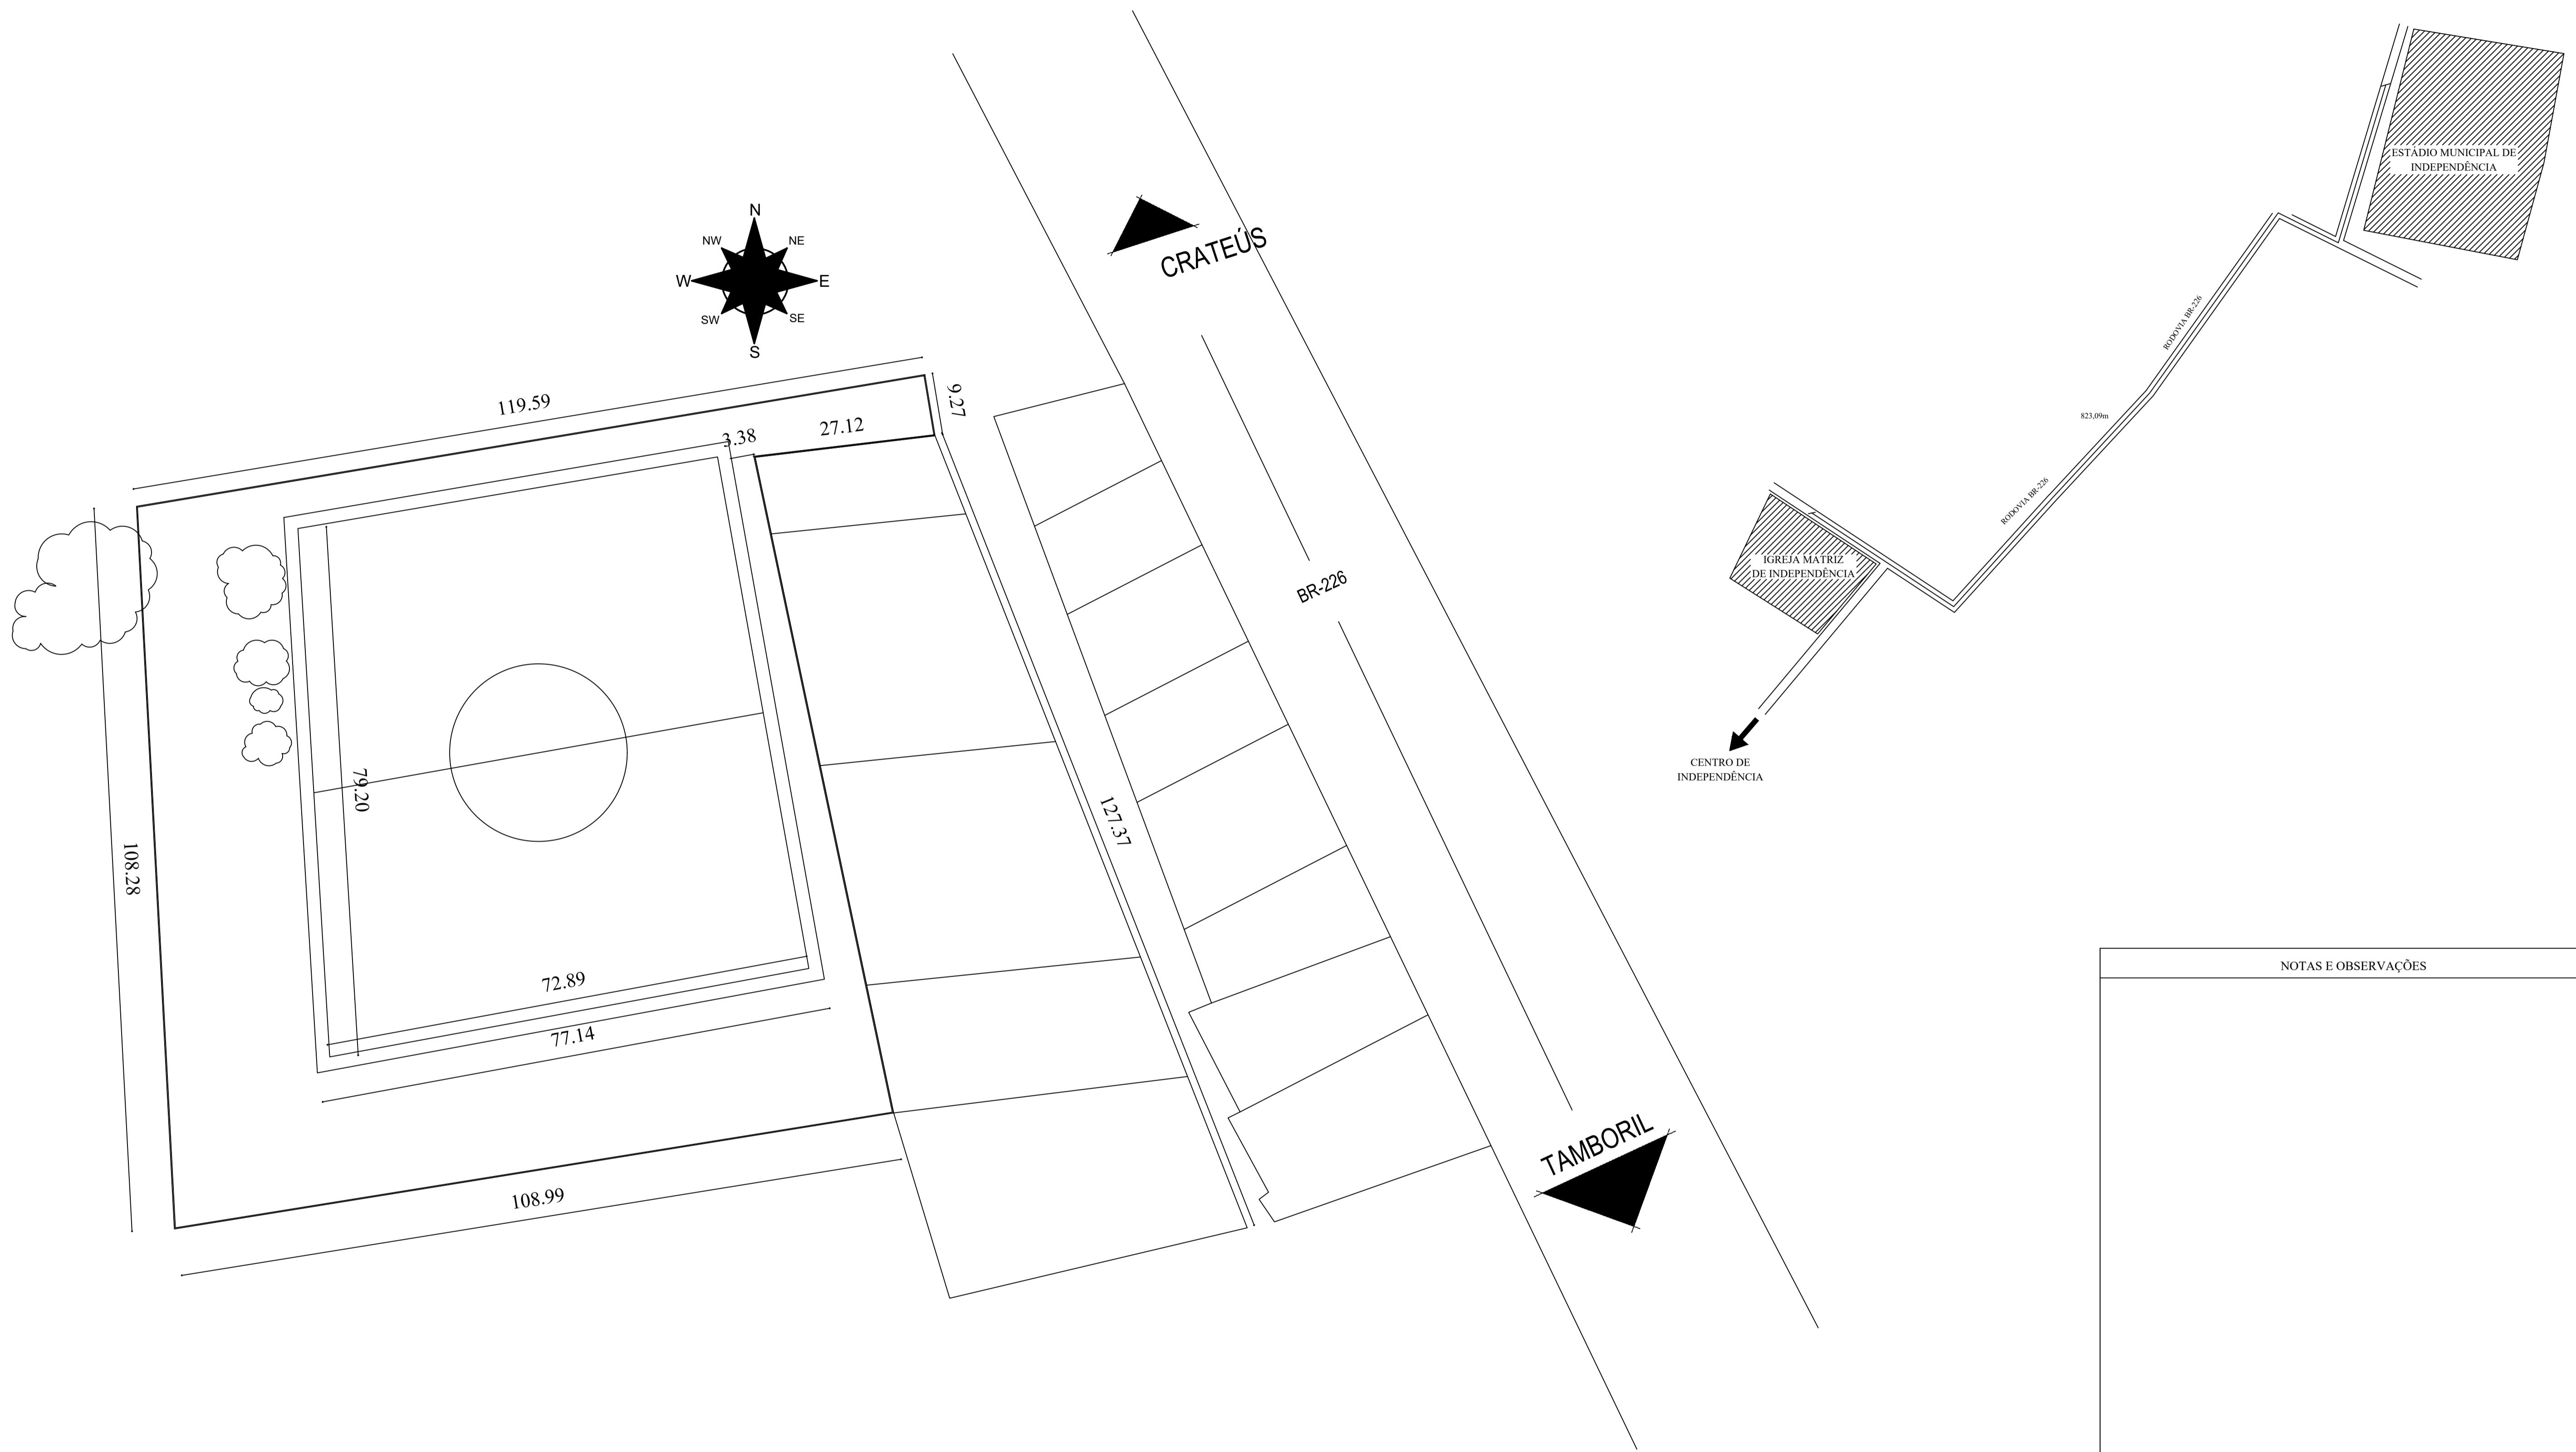 ESTÁDIO MUNICIPAL DE
INDEPENDÊNCIA
N
NW
NE
W
E
SW
SE
S
CRATEÚS
RODOVIA BR-226
119.59
9.27
3.38
27.12
823,09m
RODOVIA BR-226
IGREJA MATRIZ
DE INDEPENDÊNCIA
BR-226
CENTRO DE
INDEPENDÊNCIA
79.20
127.37
108.28
72.89
77.14
NOTAS E OBSERVAÇÕES
TAMBORIL
108.99